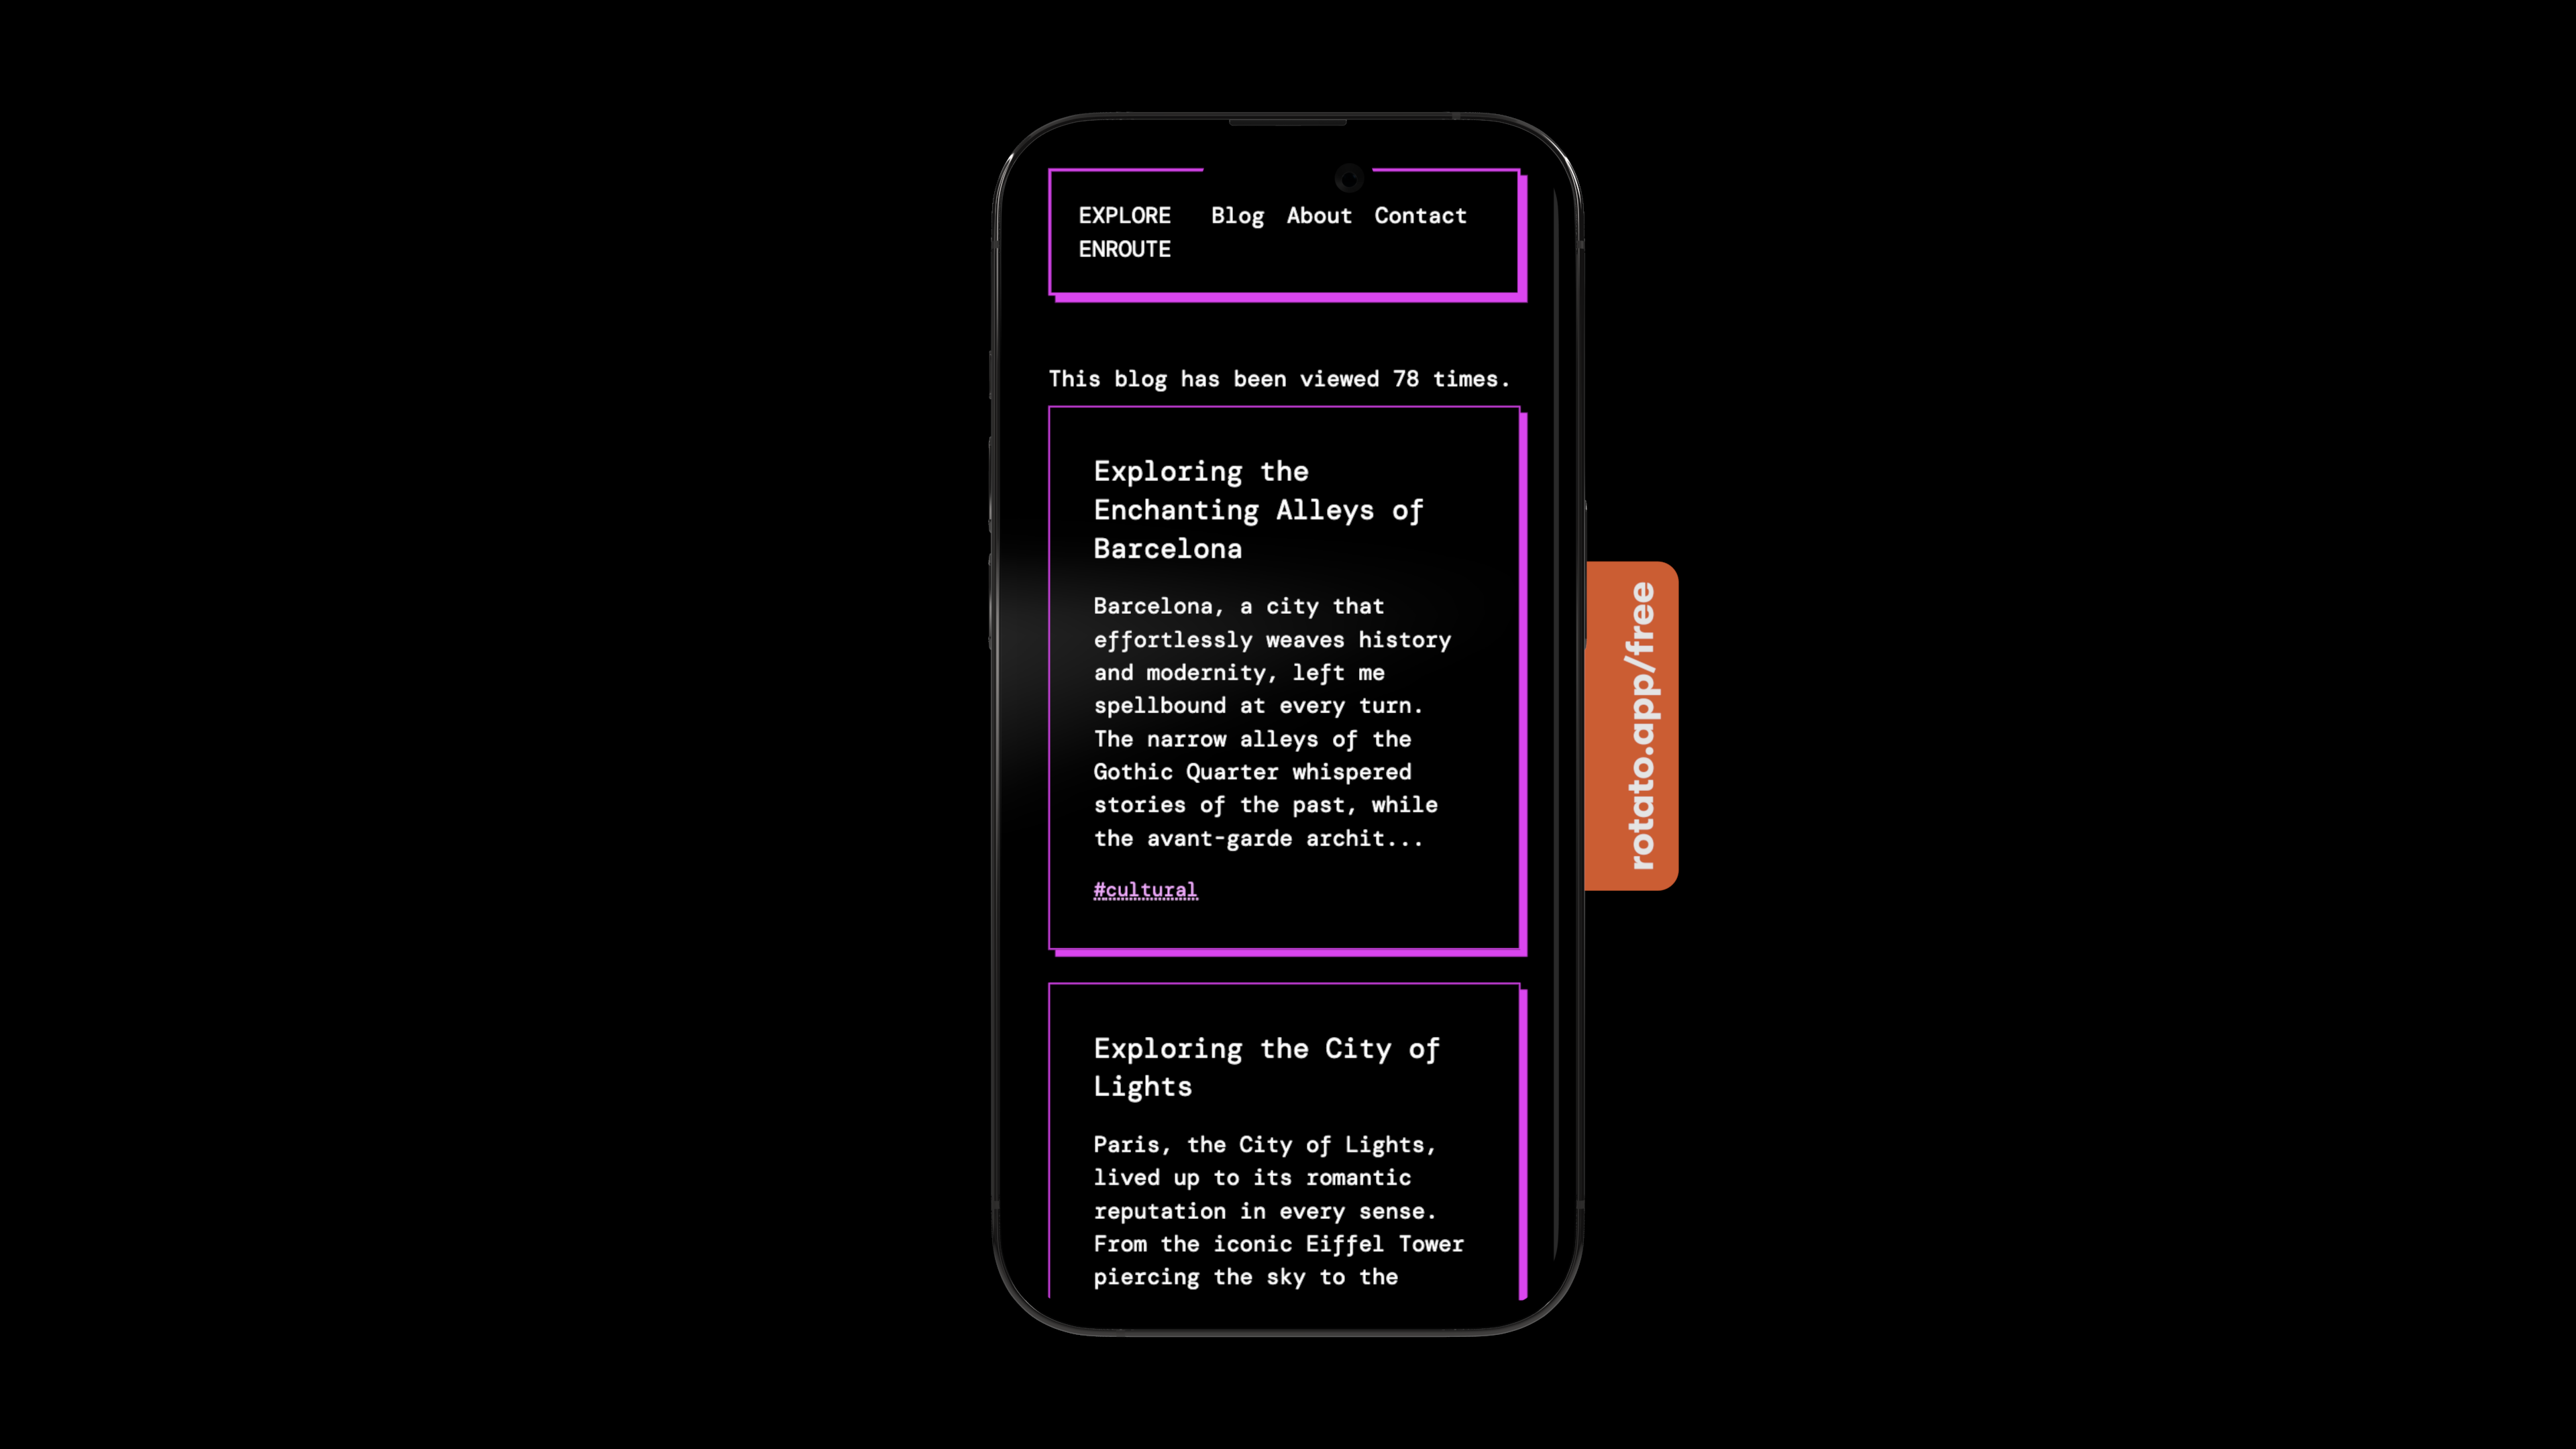 EXPLORE ENROUTE
Blog About Contact
This blog has been viewed 78 times.
Exploring the
Enchanting Alleys of
Barcelona
Barcelona, a city that
effortlessly weaves history
and modernity, left me
spellbound at every turn.
The narrow alleys of the
Gothic Quarter whispered
stories of the past, while
the avant-garde archit...
#cultural
Exploring the City of
Lights
Paris, the City of Lights,
lived up to its romantic
reputation in every sense.
From the iconic Eiffel Tower
piercing the sky to the
rotato.app/free